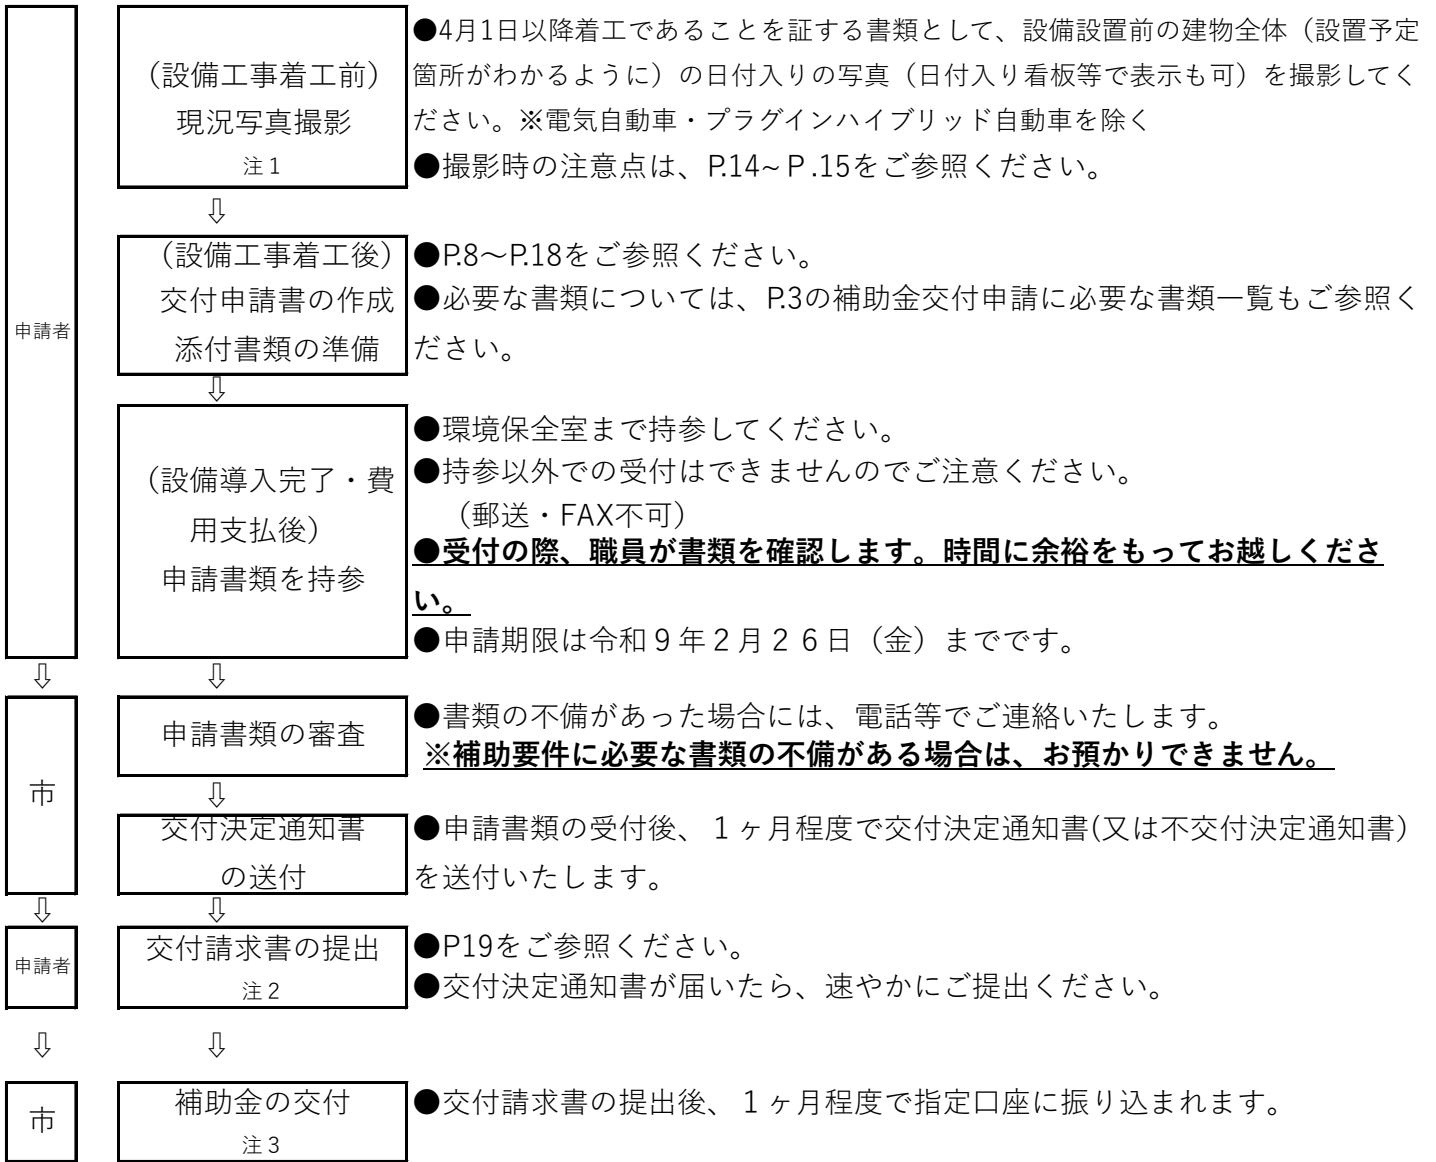 申請者
（設備工事着工前）
現況写真撮影
注１
●4月1日以降着工であることを証する書類として、設備設置前の建物全体（設置予定
箇所がわかるように）の日付入りの写真（日付入り看板等で表示も可）を撮影してく
ださい。※電気自動車・プラグインハイブリッド自動車を除く
●撮影時の注意点は、P.14~Ｐ.15をご参照ください。
⇩
（設備工事着工後）
交付申請書の作成
添付書類の準備
●P.8～P.18をご参照ください。
●必要な書類については、P.3の補助金交付申請に必要な書類一覧もご参照く
ださい。
⇩
（設備導入完了・費
用支払後）
申請書類を持参
●環境保全室まで持参してください。
●持参以外での受付はできませんのでご注意ください。
（郵送・FAX不可）
●受付の際、職員が書類を確認します。時間に余裕をもってお越しくださ
い。
●申請期限は令和９年２月２６日（金）までです。
⇩ ⇩
市
申請書類の審査
●書類の不備があった場合には、電話等でご連絡いたします。
※補助要件に必要な書類の不備がある場合は、お預かりできません。
⇩
交付決定通知書
の送付
●申請書類の受付後、１ヶ月程度で交付決定通知書(又は不交付決定通知書）
を送付いたします。
⇩ ⇩
申請者
交付請求書の提出
注２
●P19をご参照ください。
●交付決定通知書が届いたら、速やかにご提出ください。
⇩ ⇩
市
補助金の交付
注３
●交付請求書の提出後、１ヶ月程度で指定口座に振り込まれます。